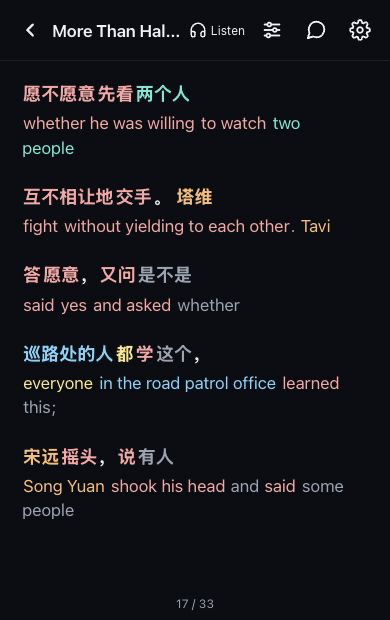 More Than Hal... Listen
愿不愿意先看两个人
whether he was willing to watch two
people
互不相让地交手。塔维
fight without yielding to each other. Tavi
答愿意，又问是不是
said yes and asked whether
巡路处的人都学这个，
everyone in the road patrol office learned
this;
宋远摇头，说有人
Song Yuan shook his head and said some
people
17 / 33